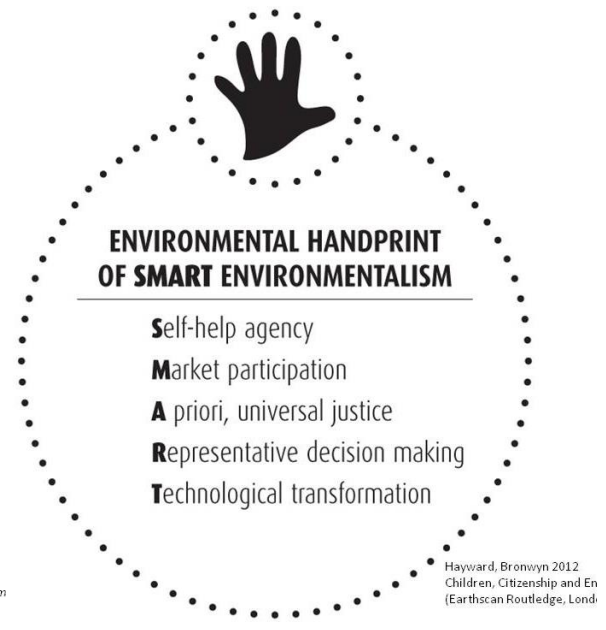 ENVIRONMENTAL HANDPRINT
OF SMART ENVIRONMENTALISM
Self-help agency
Market participation
A priori, universal justice
Representative decision making
Technological transformation
Hayward, Bronwyn 2012
Children, Citizenship and
(Earthscan Routledge,